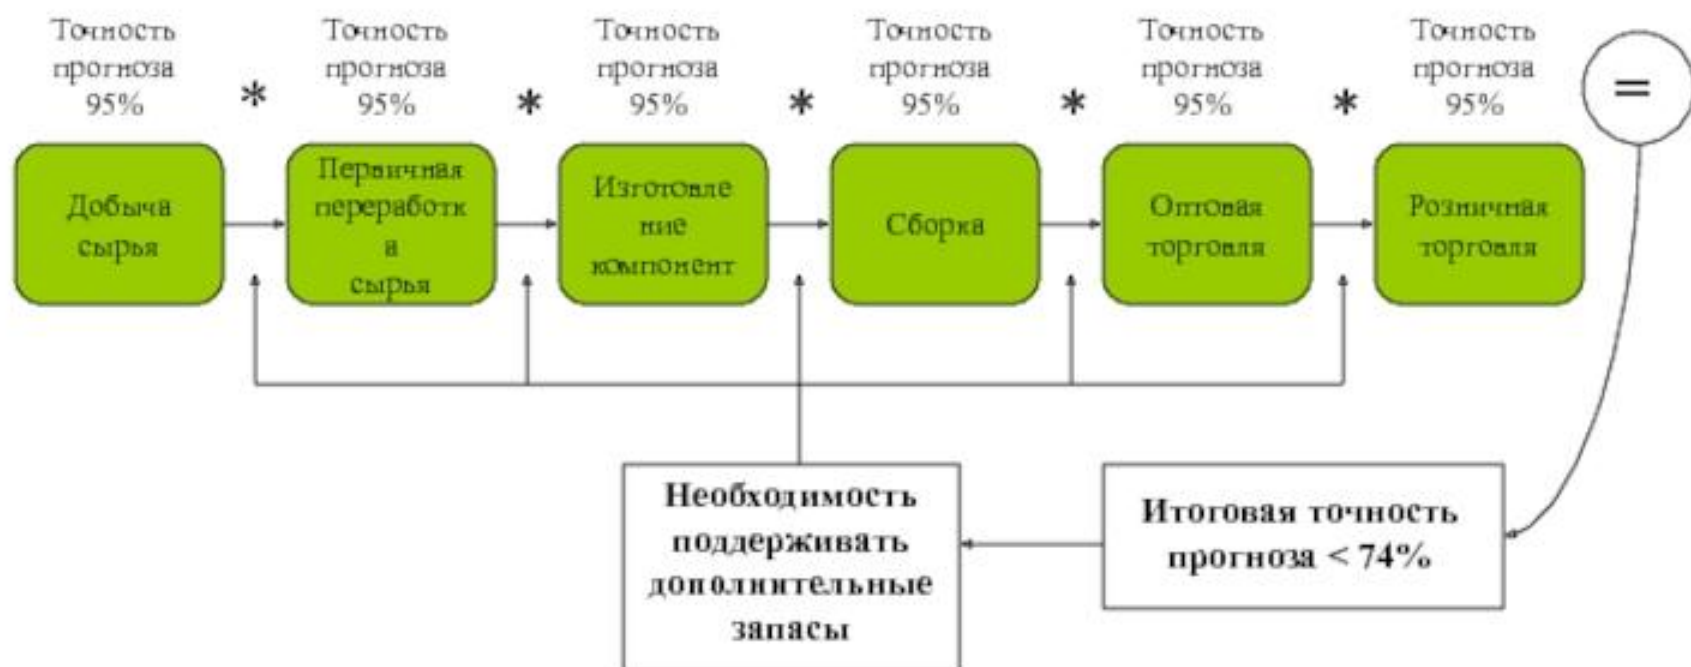 Точность
прогноза
95%
*
Точность
прогноза
95%
*
Точность
прогноза
95%
*
Точность
прогноза
95%
*
Точность
прогноза
95%
*
Точность
прогноза
95%
=
Добыча
сырья
Первичная
переработк
а
сырья
Изготовле
ние
компонент
Сборка
Оптовая
торговля
Розничная
торговля
Необходимость
поддерживать
дополнительные
запасы
Итоговая точность
прогноза < 74%